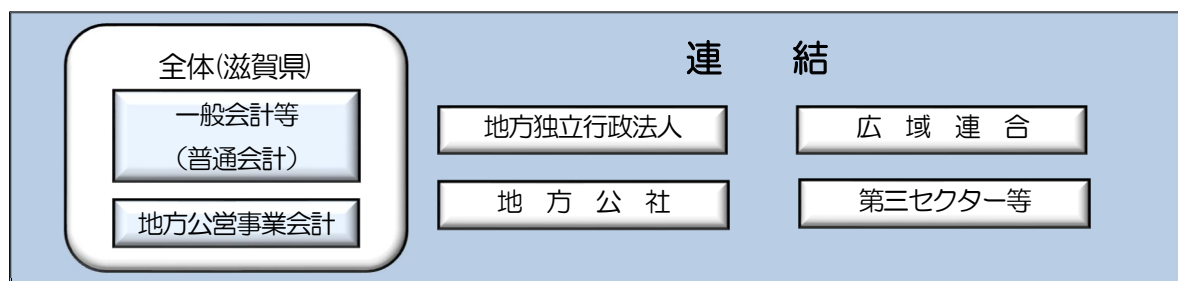 全体(滋賀県)
一般会計等
（普通会計）
地方公営事業会計
連　結
地方独立行政法人
広 域 連 合
地 方 公 社
第三セクター等